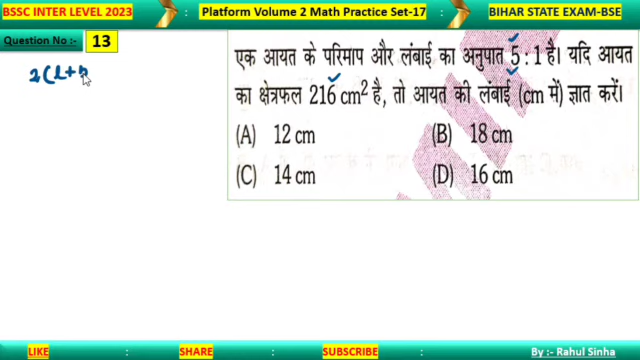 BSSC INTER LEVEL 2023
Platform Volume 2 Math Practice Set-17
BIHAR STATE EXAM-BSE
Question No :- 13
2(l+b
एक आयत के परिमाप और लंबाई का अनुपात 5 : 1 है। यदि आयत
का क्षेत्रफल 216 cm² है, तो आयत की लंबाई (cm में) ज्ञात करें।
(A) 12 cm (B) 18 cm
(C) 14 cm (D) 16 cm
LIKE : SHARE : SUBSCRIBE : By :- Rahul Sinha